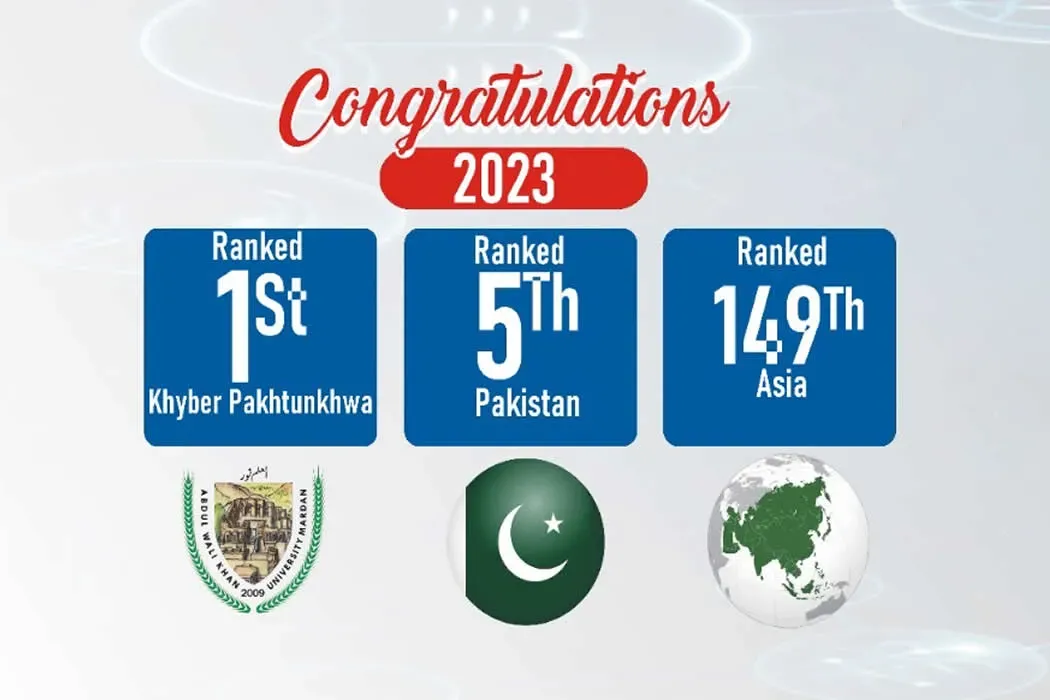 Congratulations
2023
Ranked
1St
Khyber Pakhtunkhwa
Ranked
5Th
Pakistan
Ranked
149Th
Asia
ABDUL WALI KHAN UNIVERSITY MARDAN
2009